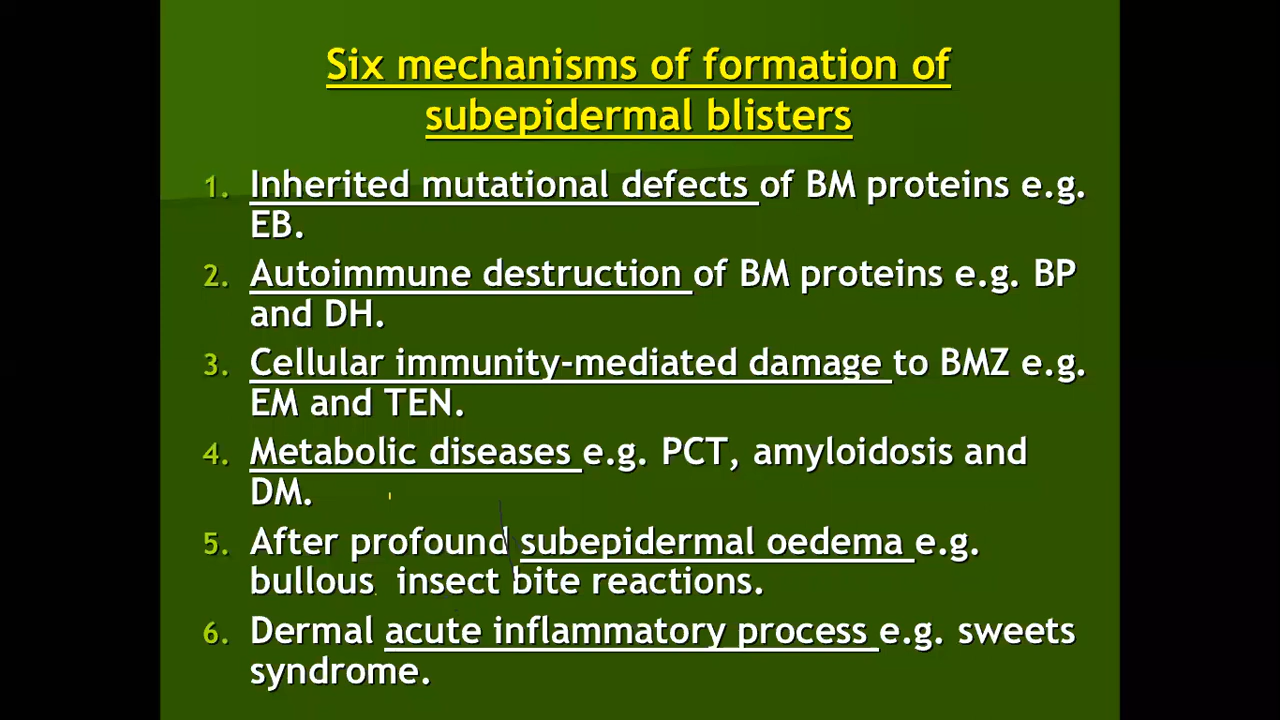 Six mechanisms of formation of
subepidermal blisters
1. Inherited mutational defects of BM proteins e.g.
EB.
2. Autoimmune destruction of BM proteins e.g. BP
and DH.
3. Cellular immunity-mediated damage to BMZ e.g.
EM and TEN.
4. Metabolic diseases e.g. PCT, amyloidosis and
DM.
5. After profound subepidermal oedema e.g.
bullous insect bite reactions.
6. Dermal acute inflammatory process e.g. sweets
syndrome.